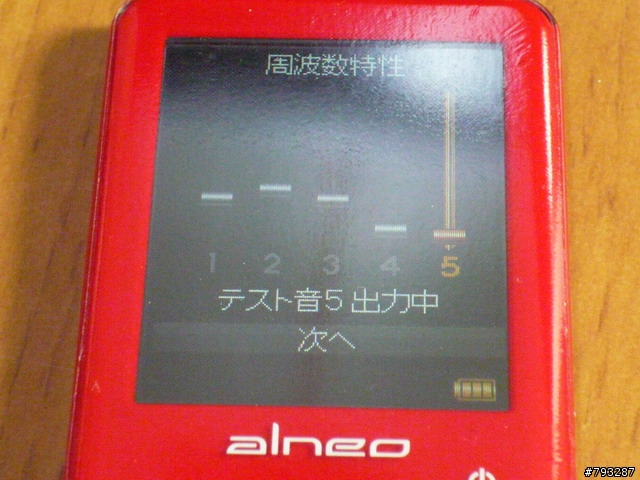 周波数特性
1 2 3 4 5
テスト音5 出力中
次へ
alneo
#793287